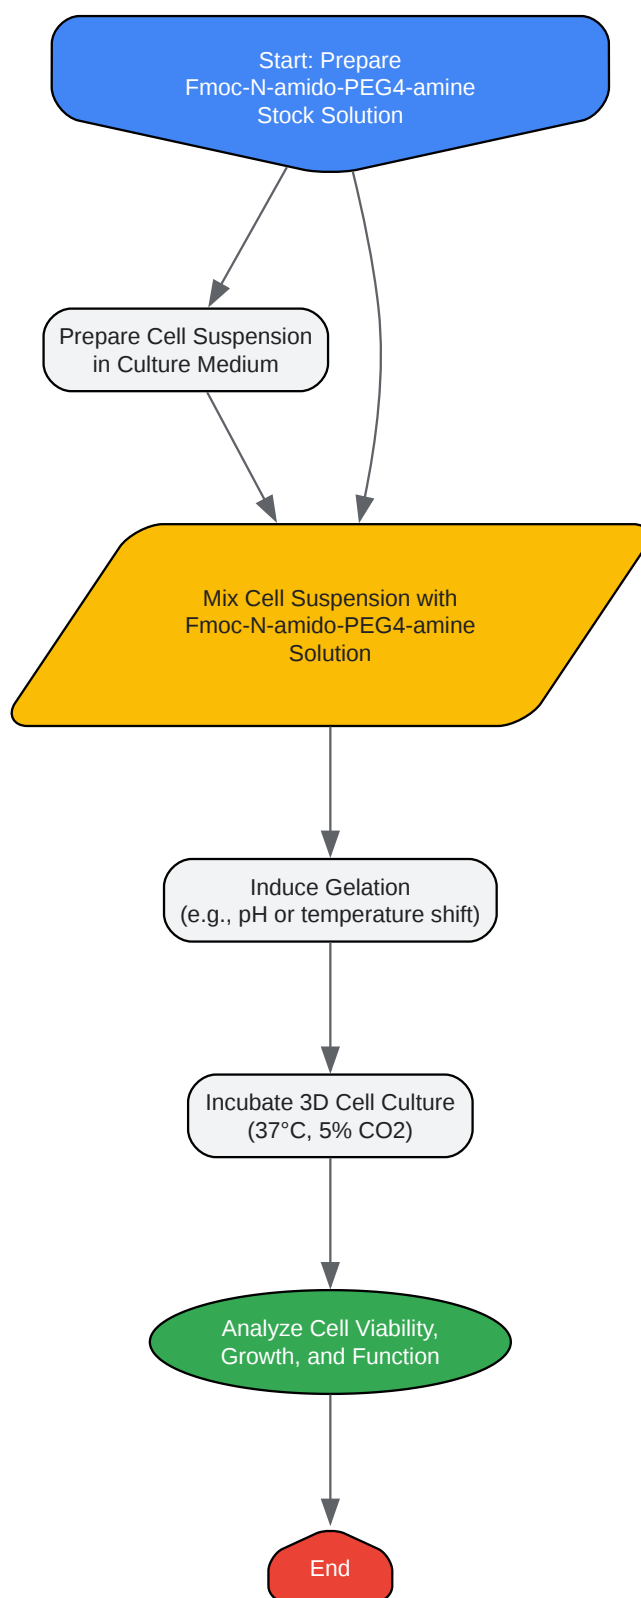 Start: Prepare
Fmoc-N-amido-PEG4-amine
Stock Solution
Prepare Cell Suspension
in Culture Medium
Mix Cell Suspension with
Fmoc-N-amido-PEG4-amine
Solution
Induce Gelation
(e.g., pH or temperature shift)
Incubate 3D Cell Culture
(37°C, 5% CO2)
Analyze Cell Viability,
Growth, and Function
End